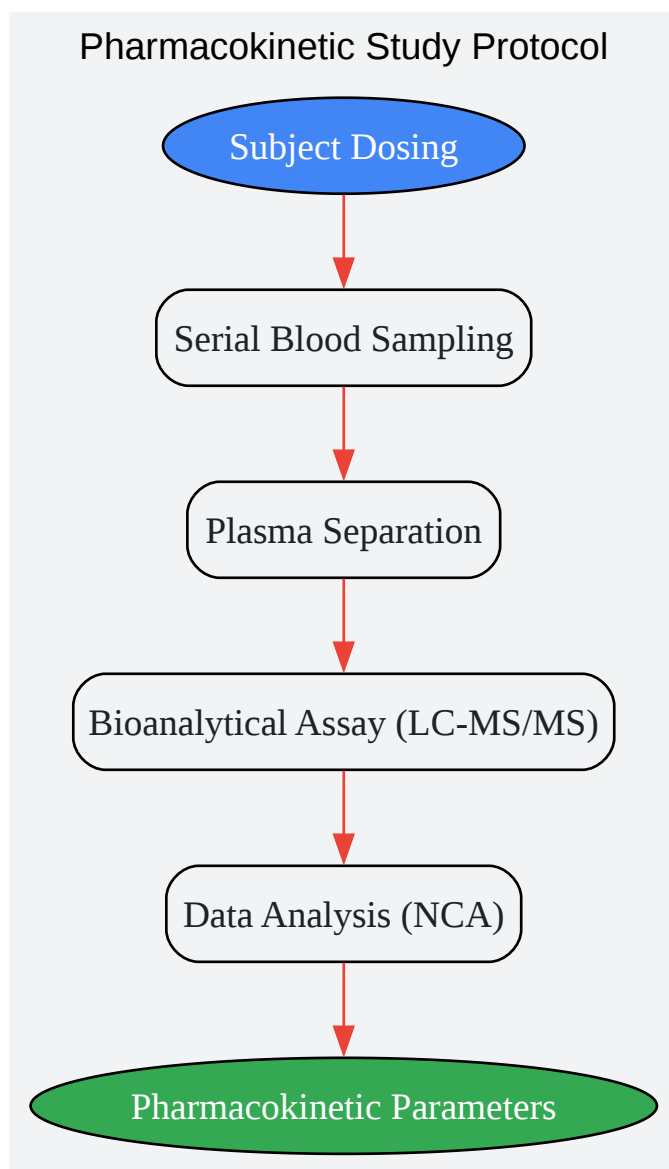 Pharmacokinetic Study Protocol
Subject Dosing
Serial Blood Sampling
Plasma Separation
Bioanalytical Assay (LC-MS/MS)
Data Analysis (NCA)
Pharmacokinetic Parameters